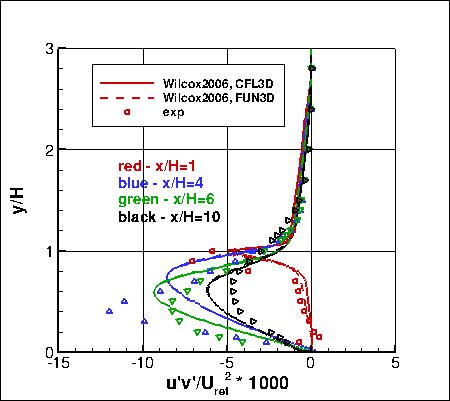 3
Wilcox2006, CFL3D
Wilcox2006, FUN3D
exp
2
red - x/H=1
blue - x/H=4
green - x/H=6
black - x/H=10
y/H
1
0
-15 -10 -5 0 5
u'v'/U_ref^2 * 1000